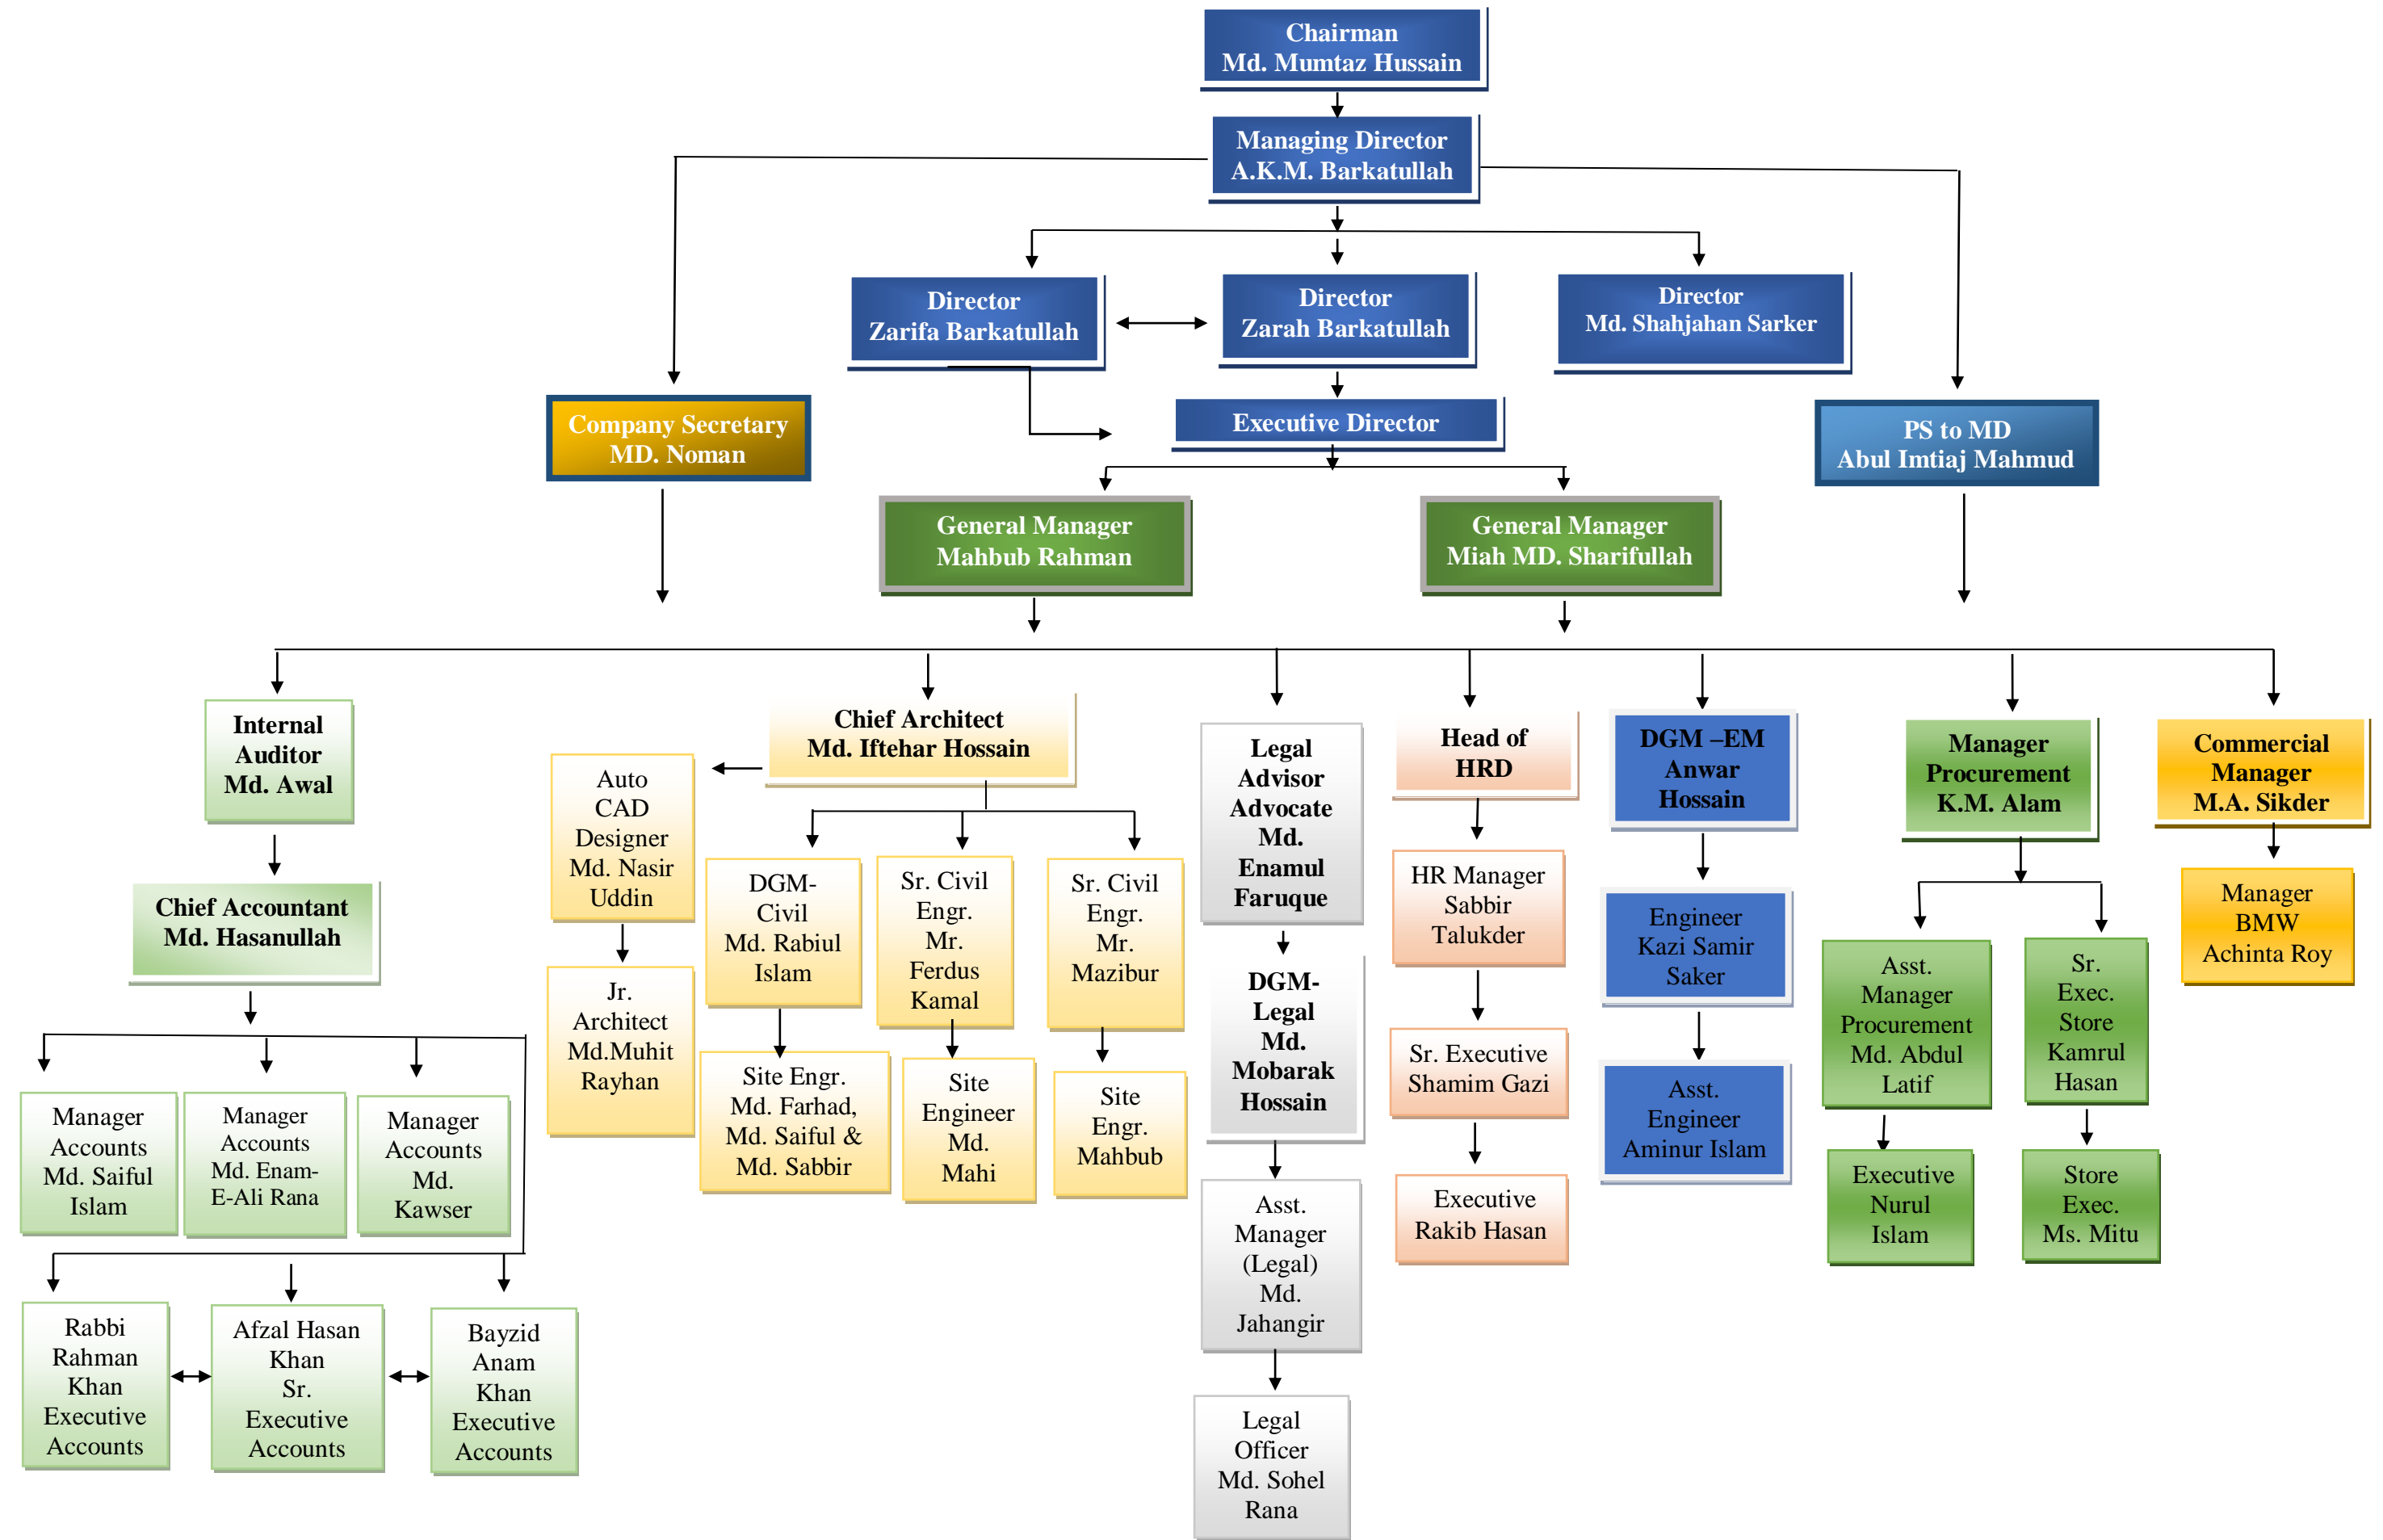 Chairman
Md. Mumtaz Hussain
Managing Director
A.K.M. Barkatullah
Director
Zarifa Barkatullah
Director
Zarah Barkatullah
Director
Md. Shahjahan Sarker
Company Secretary
MD. Noman
Executive Director
PS to MD
Abul Imtiaj Mahmud
General Manager
Mahbub Rahman
General Manager
Miah MD. Sharifullah
Internal
Auditor
Md. Awal
Chief Accountant
Md. Hasanullah
Manager
Accounts
Md. Saiful
Islam
Manager
Accounts
Md. Enam-
E-Ali Rana
Manager
Accounts
Md.
Kawser
Rabbi
Rahman
Khan
Executive
Accounts
Afzal Hasan
Khan
Sr.
Executive
Accounts
Bayzid
Anam
Khan
Executive
Accounts
Chief Architect
Md. Iftehar Hossain
Auto
CAD
Designer
Md. Nasir
Uddin
Jr.
Architect
Md.Muhit
Rayhan
DGM-
Civil
Md. Rabiul
Islam
Site Engr.
Md. Farhad,
Md. Saiful &
Md. Sabbir
Sr. Civil
Engr.
Mr.
Ferdus
Kamal
Site
Engineer
Md.
Mahi
Sr. Civil
Engr.
Mr.
Mazibur
Site
Engr.
Mahbub
Legal
Advisor
Advocate
Md.
Enamul
Faruque
DGM-
Legal
Md.
Mobarak
Hossain
Asst.
Manager
(Legal)
Md.
Jahangir
Legal
Officer
Md. Sohel
Rana
Head of
HRD
HR Manager
Sabbir
Talukder
Sr. Executive
Shamim Gazi
Executive
Rakib Hasan
DGM –EM
Anwar
Hossain
Engineer
Kazi Samir
Saker
Asst.
Engineer
Aminur Islam
Manager
Procurement
K.M. Alam
Asst.
Manager
Procurement
Md. Abdul
Latif
Executive
Nurul
Islam
Sr.
Exec.
Store
Kamrul
Hasan
Store
Exec.
Ms. Mitu
Commercial
Manager
M.A. Sikder
Manager
BMW
Achinta Roy